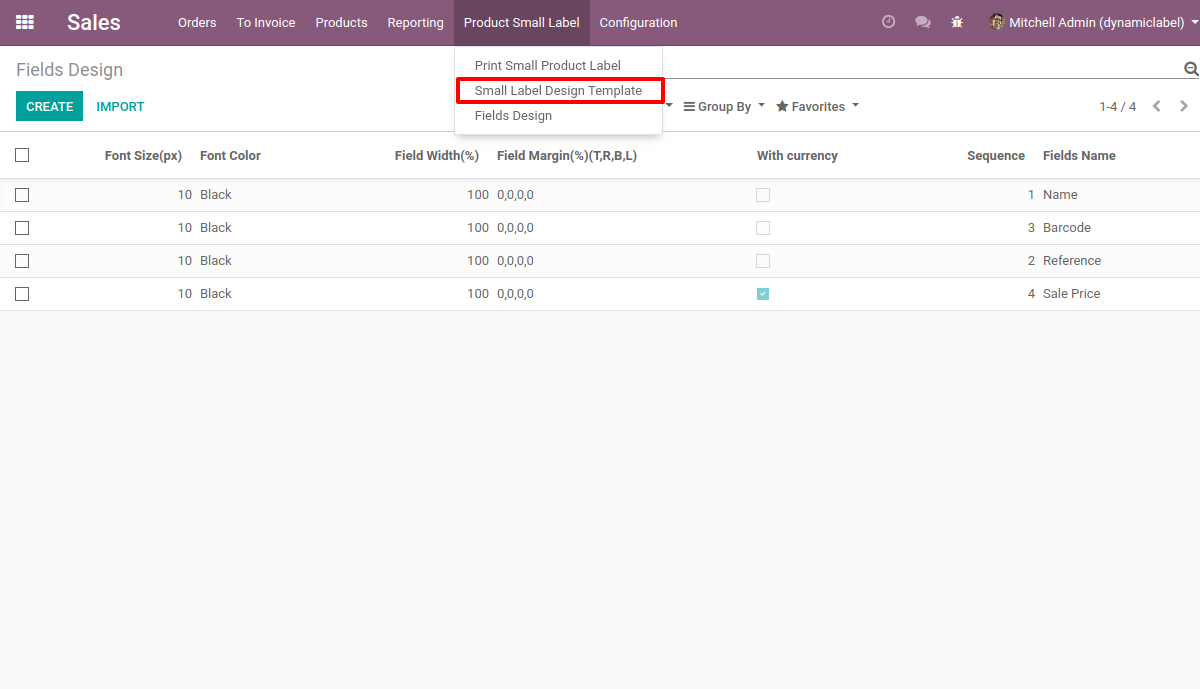 Sales Orders To Invoice Products Reporting Product Small Label Configuration Mitchell Admin (dynamiclabel)
Fields Design
Print Small Product Label
Small Label Design Template
Fields Design
CREATE IMPORT Group By Favorites 1-4 / 4
Font Size(px) Font Color Field Width(%) Field Margin(%)(T,R,B,L) With currency Sequence Fields Name
10 Black 100 0,0,0,0 1 Name
10 Black 100 0,0,0,0 3 Barcode
10 Black 100 0,0,0,0 2 Reference
10 Black 100 0,0,0,0 4 Sale Price